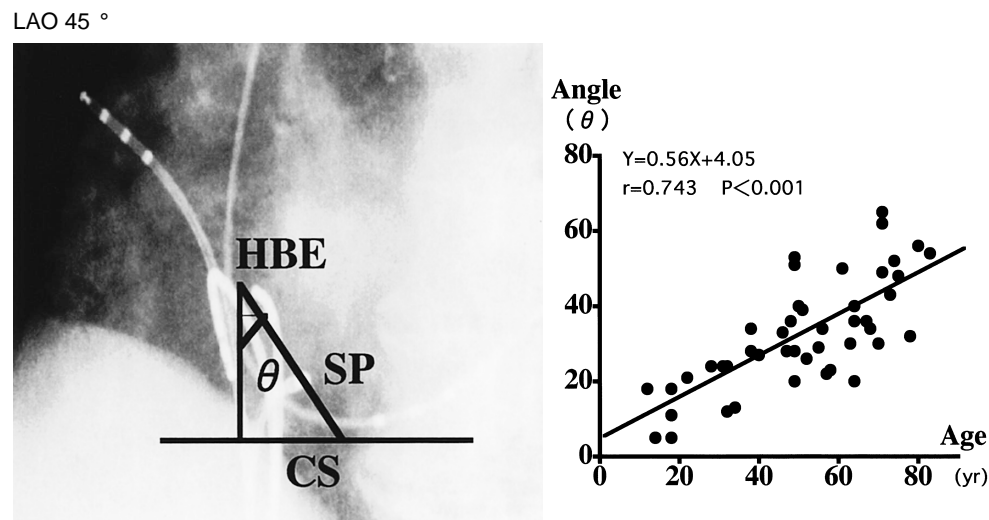 LAO 45 °
HBE
θ
SP
CS
Angle
(θ)
80
60
40
20
0
Y=0.56X+4.05
r=0.743 P<0.001
0 20 40 60 80
Age
(yr)